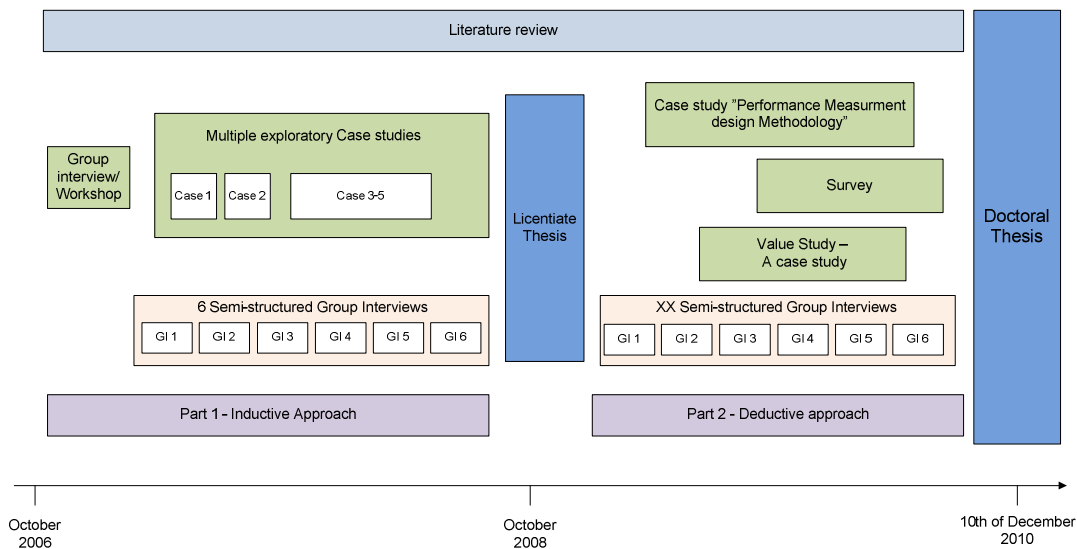 Literature review
Group
interview/
Workshop
Multiple exploratory Case studies
Case 1
Case 2
Case 3-5
6 Semi-structured Group Interviews
GI 1
GI 2
GI 3
GI 4
GI 5
GI 6
Part 1 - Inductive Approach
Licentiate
Thesis
Case study ”Performance Measurment
design Methodology”
Survey
Value Study –
A case study
XX Semi-structured Group Interviews
GI 1
GI 2
GI 3
GI 4
GI 5
GI 6
Part 2 - Deductive approach
Doctoral
Thesis
October
2006
October
2008
10th of December
2010